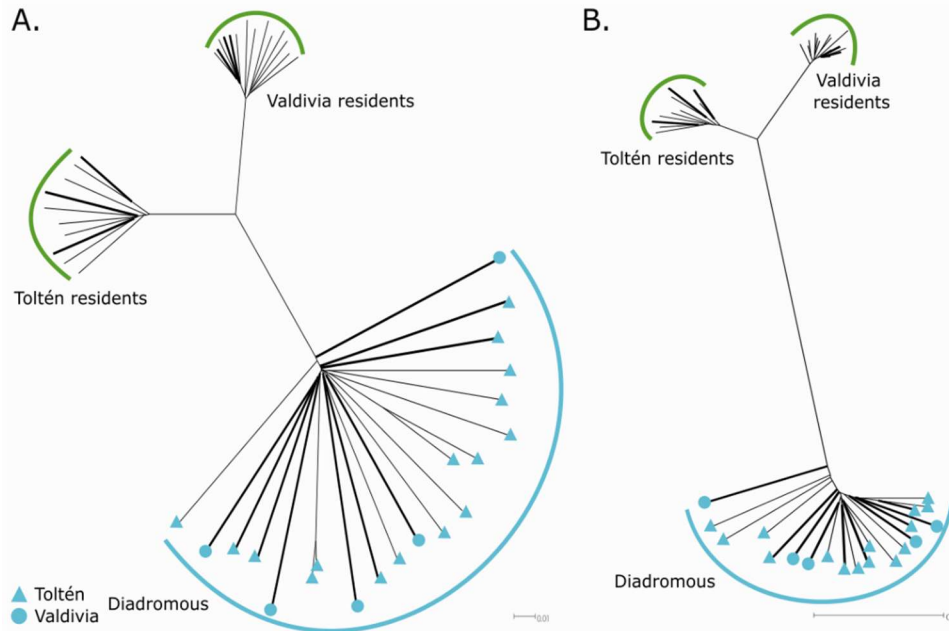 A.
Valdivia residents
Toltén residents
Diadromous
Toltén
Valdivia
0.01
B.
Valdivia
residents
Toltén residents
Diadromous